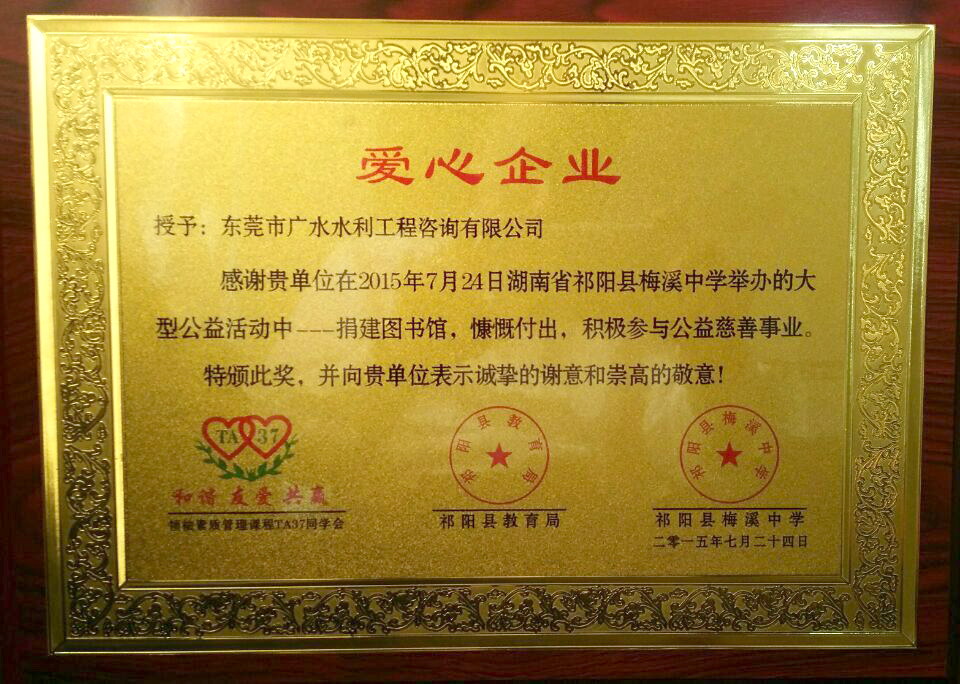 爱心企业
授予：东莞市广水水利工程咨询有限公司
感谢贵单位在2015年7月24日湖南省祁阳县梅溪中学举办的大
型公益活动中---捐建图书馆，慷慨付出，积极参与公益慈善事业。
特颁此奖，并向贵单位表示诚挚的谢意和崇高的敬意！
TA 37
和谐 友爱 共赢
领袖素质管理课程TA37同学会
祁阳县教育局
祁阳县教育局
祁阳县梅溪中学
祁阳县梅溪中学
二零一五年七月二十四日